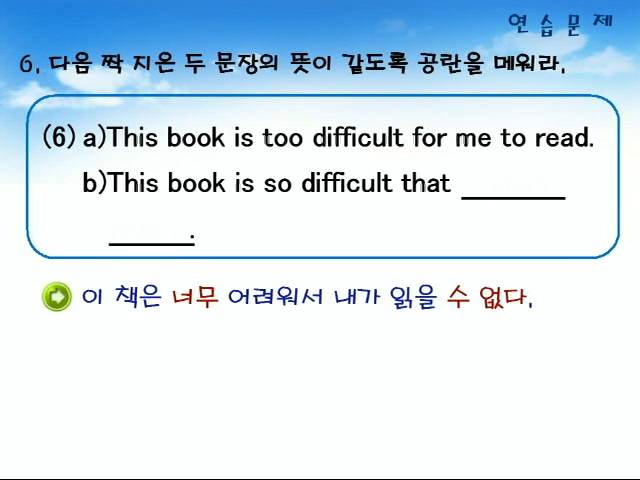 연 습 문 제
6. 다음 짝 지은 두 문장의 뜻이 같도록 공란을 메워라.
(6) a)This book is too difficult for me to read.
b)This book is so difficult that ________
_______.
이 책은 너무 어려워서 내가 읽을 수 없다.